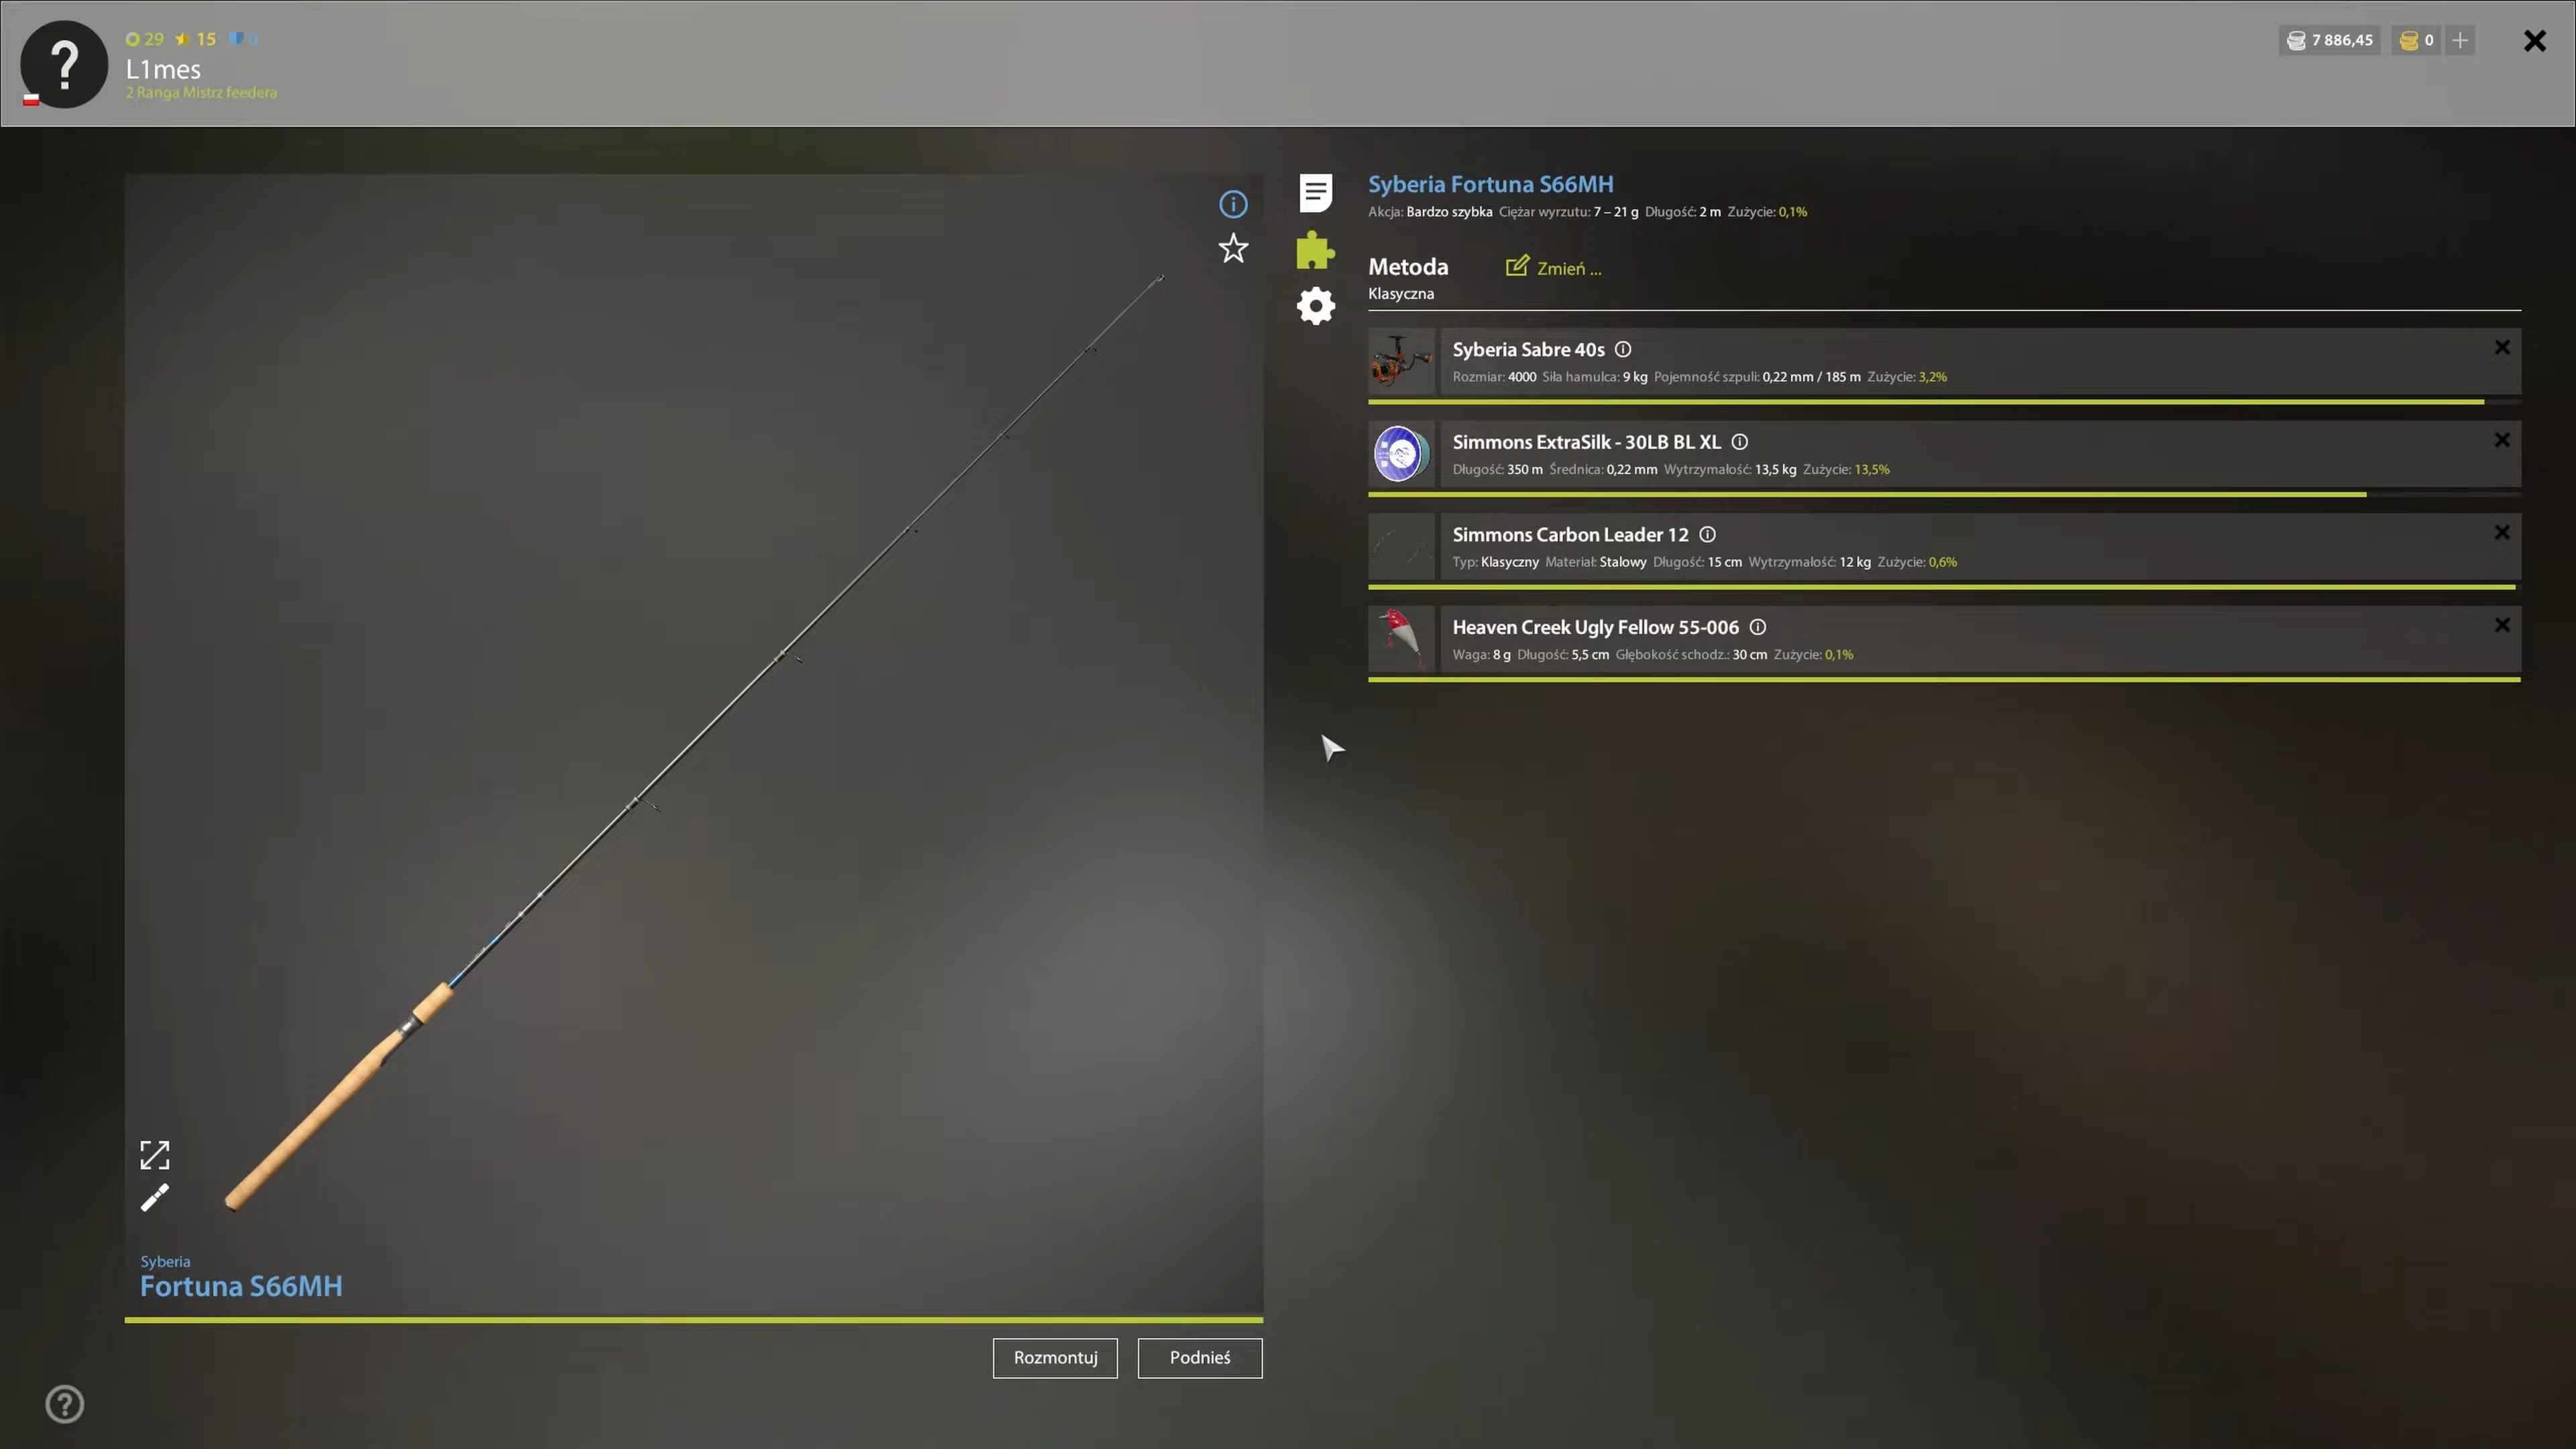 29 15 0
L1mes
2 Ranga Mistrz feedera
7 886,45 0
Syberia Fortuna S66MH
Akcja: Bardzo szybka Ciężar wyrzutu: 7 – 21 g Długość: 2 m Zużycie: 0,1%
Metoda Zmień ...
Klasyczna
Syberia Sabre 40s
Rozmiar: 4000 Siła hamulca: 9 kg Pojemność szpuli: 0,22 mm / 185 m Zużycie: 3,2%
Simmons ExtraSilk - 30LB BL XL
Długość: 350 m Średnica: 0,22 mm Wytrzymałość: 13,5 kg Zużycie: 13,5%
Simmons Carbon Leader 12
Typ: Klasyczny Materiał: Stalowy Długość: 15 cm Wytrzymałość: 12 kg Zużycie: 0,6%
Heaven Creek Ugly Fellow 55-006
Waga: 8 g Długość: 5,5 cm Głębokość schodz.: 30 cm Zużycie: 0,1%
Syberia
Fortuna S66MH
Rozmontuj Podnieś